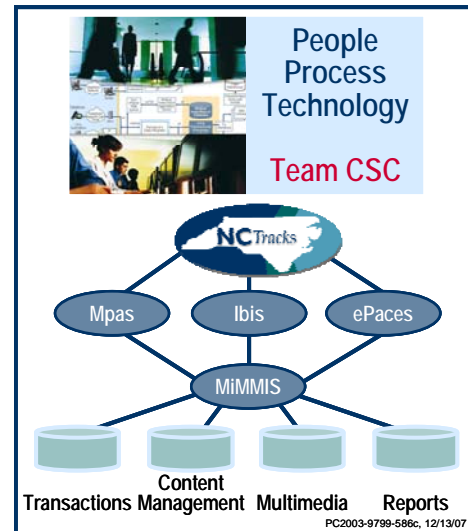 People
Process
Technology
Team CSC
NCTracks
Mpas
Ibis
ePaces
MiMMIS
Transactions
Content
Management
Multimedia
Reports
PC2003-9799-586c, 12/13/07